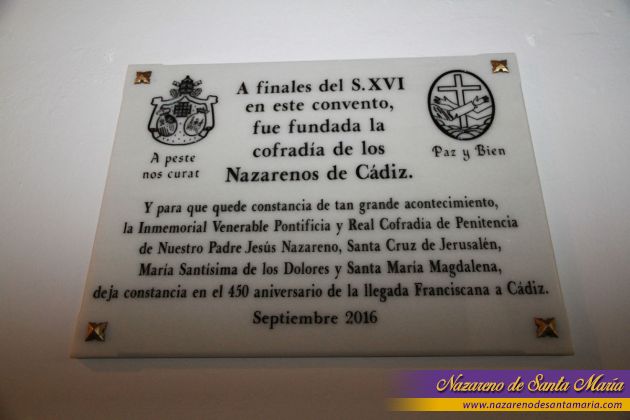 A finales del S.XVI
en este convento,
fue fundada la
cofradía de los
Nazarenos de Cádiz.
A peste
nos curat
Paz y Bien
Y para que quede constancia de tan grande acontecimiento,
la Inmemorial Venerable Pontificia y Real Cofradía de Penitencia
de Nuestro Padre Jesús Nazareno, Santa Cruz de Jerusalén,
María Santísima de los Dolores y Santa María Magdalena,
deja constancia en el 450 aniversario de la llegada Franciscana a Cádiz.
Septiembre 2016
Nazareno de Santa María
www.nazarenodesantamaria.com